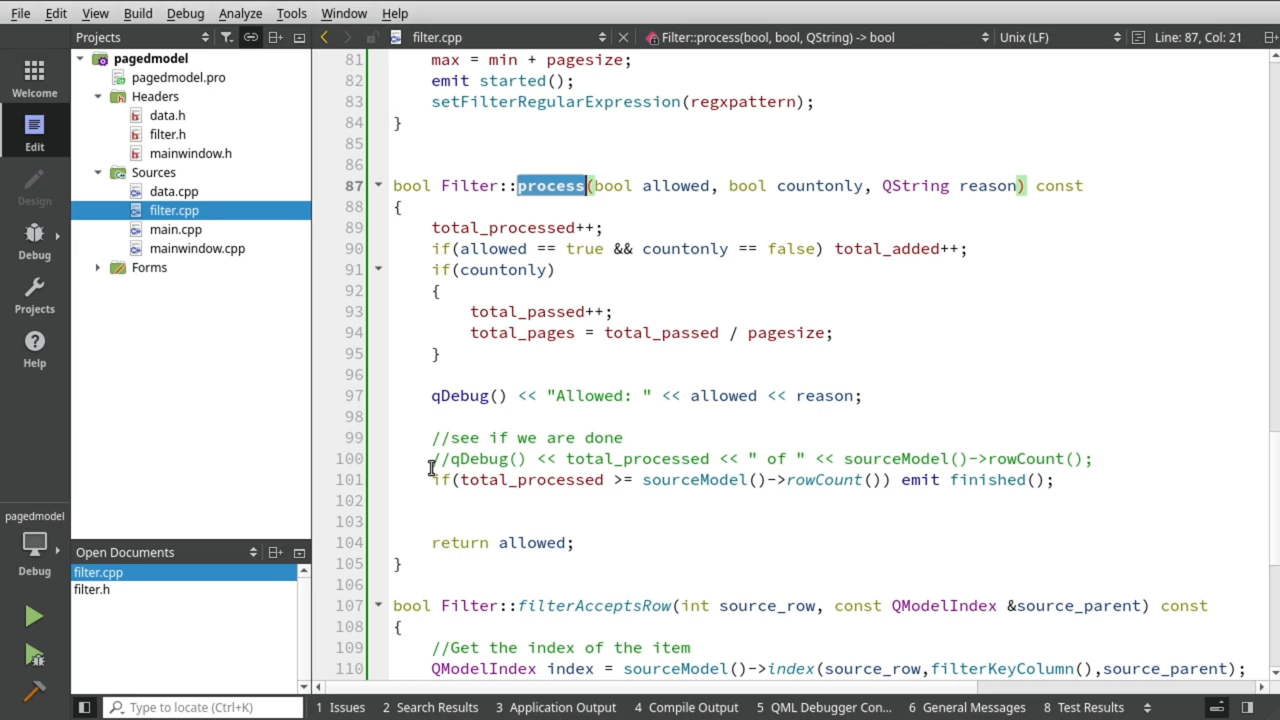 File Edit View Build Debug Analyze Tools Window Help
Projects filter.cpp Filter::process(bool, bool, QString) -> bool Unix (LF) Line: 87, Col: 21
Welcome
Edit
Design
Debug
Projects
Help
pagedmodel
Debug
pagedmodel
pagedmodel.pro
Headers
data.h
filter.h
mainwindow.h
Sources
data.cpp
filter.cpp
main.cpp
mainwindow.cpp
Forms
Open Documents
filter.cpp
filter.h
81 max = min + pagesize;
82 emit started();
83 setFilterRegularExpression(regxpattern);
84 }
85
86
87 bool Filter::process(bool allowed, bool countonly, QString reason) const
88 {
89 total_processed++;
90 if(allowed == true && countonly == false) total_added++;
91 if(countonly)
92 {
93 total_passed++;
94 total_pages = total_passed / pagesize;
95 }
96
97 qDebug() << "Allowed: " << allowed << reason;
98
99 //see if we are done
100 //qDebug() << total_processed << " of " << sourceModel()->rowCount();
101 if(total_processed >= sourceModel()->rowCount()) emit finished();
102
103
104 return allowed;
105 }
106
107 bool Filter::filterAcceptsRow(int source_row, const QModelIndex &source_parent) const
108 {
109 //Get the index of the item
110 QModelIndex index = sourceModel()->index(source_row,filterKeyColumn(),source_parent);
Type to locate (Ctrl+K) 1 Issues 2 Search Results 3 Application Output 4 Compile Output 5 QML Debugger Con... 6 General Messages 8 Test Results